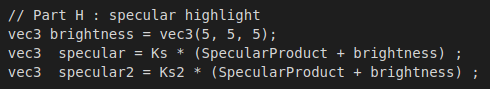 // Part H : specular highlight
vec3 brightness = vec3(5, 5, 5);
vec3  specular = Ks * (SpecularProduct + brightness) ;
vec3  specular2 = Ks2 * (SpecularProduct + brightness) ;